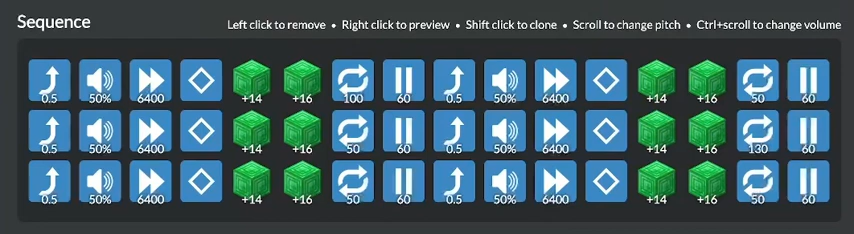 Sequence
Left click to remove • Right click to preview • Shift click to clone • Scroll to change pitch • Ctrl+scroll to change volume
0.5 50% 6400 +14 +16 100 60 0.5 50% 6400 +14 +16 50 60
0.5 50% 6400 +14 +16 50 60 0.5 50% 6400 +14 +16 130 60
0.5 50% 6400 +14 +16 50 60 0.5 50% 6400 +14 +16 50 60